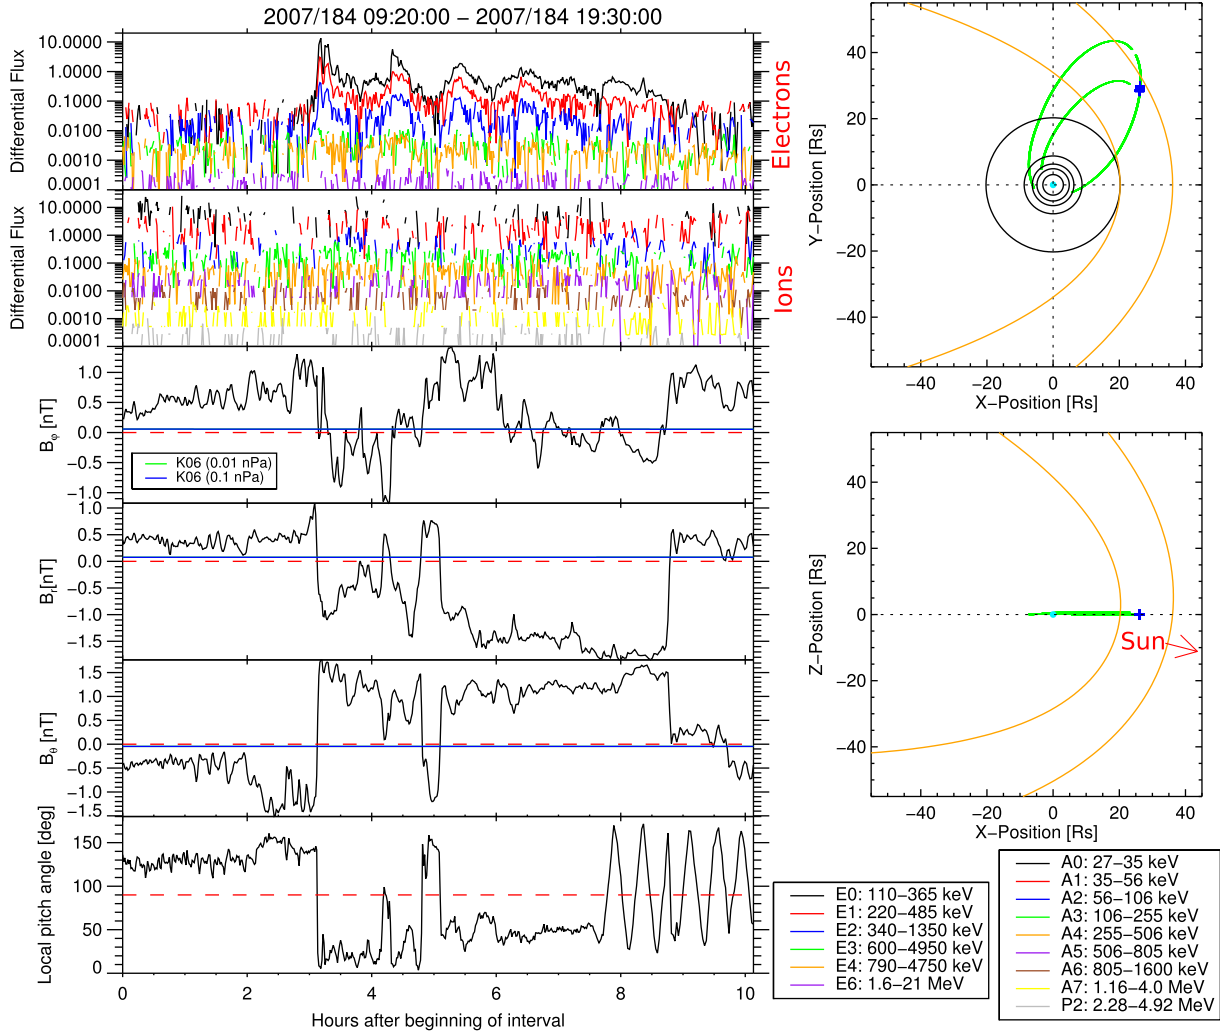 2007/184 09:20:00 − 2007/184 19:30:00
Differential Flux
10.0000
1.0000
0.1000
0.0100
0.0010
0.0001
Electrons
Differential Flux
10.0000
1.0000
0.1000
0.0100
0.0010
0.0001
Ions
Bφ [nT]
1.0
0.5
0.0
−0.5
−1.0
K06 (0.01 nPa)
K06 (0.1 nPa)
Br[nT]
0.5
0.0
−0.5
−1.0
−1.5
Bθ [nT]
1.5
1.0
0.5
0.0
−0.5
−1.0
−1.5
Local pitch angle [deg]
150
100
50
0
0 2 4 6 8 10
Hours after beginning of interval
Y−Position [Rs]
40
20
0
−20
−40
−40 −20 0 20 40
X−Position [Rs]
Z−Position [Rs]
40
20
0
−20
−40
Sun
−40 −20 0 20 40
X−Position [Rs]
E0: 110−365 keV
E1: 220−485 keV
E2: 340−1350 keV
E3: 600−4950 keV
E4: 790−4750 keV
E6: 1.6−21 MeV
A0: 27−35 keV
A1: 35−56 keV
A2: 56−106 keV
A3: 106−255 keV
A4: 255−506 keV
A5: 506−805 keV
A6: 805−1600 keV
A7: 1.16−4.0 MeV
P2: 2.28−4.92 MeV